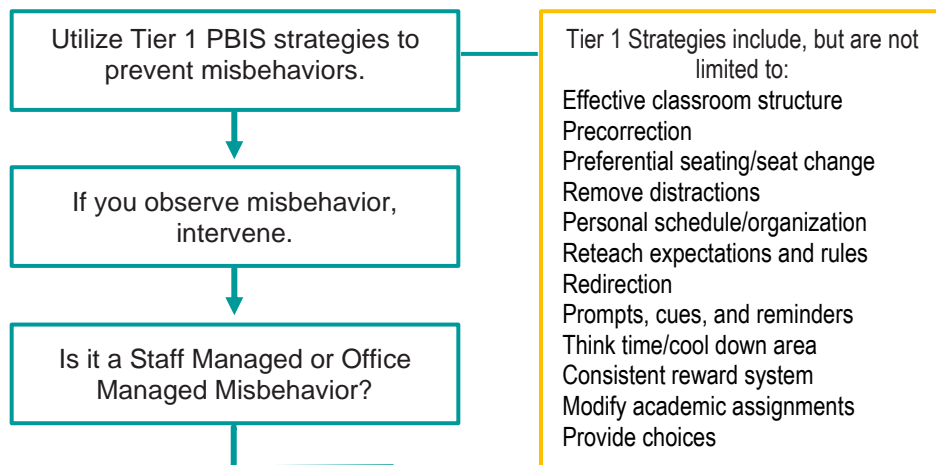 Utilize Tier 1 PBIS strategies to
prevent misbehaviors.
If you observe misbehavior,
intervene.
Is it a Staff Managed or Office
Managed Misbehavior?
Tier 1 Strategies include, but are not
limited to:
Effective classroom structure
Precorrection
Preferential seating/seat change
Remove distractions
Personal schedule/organization
Reteach expectations and rules
Redirection
Prompts, cues, and reminders
Think time/cool down area
Consistent reward system
Modify academic assignments
Provide choices